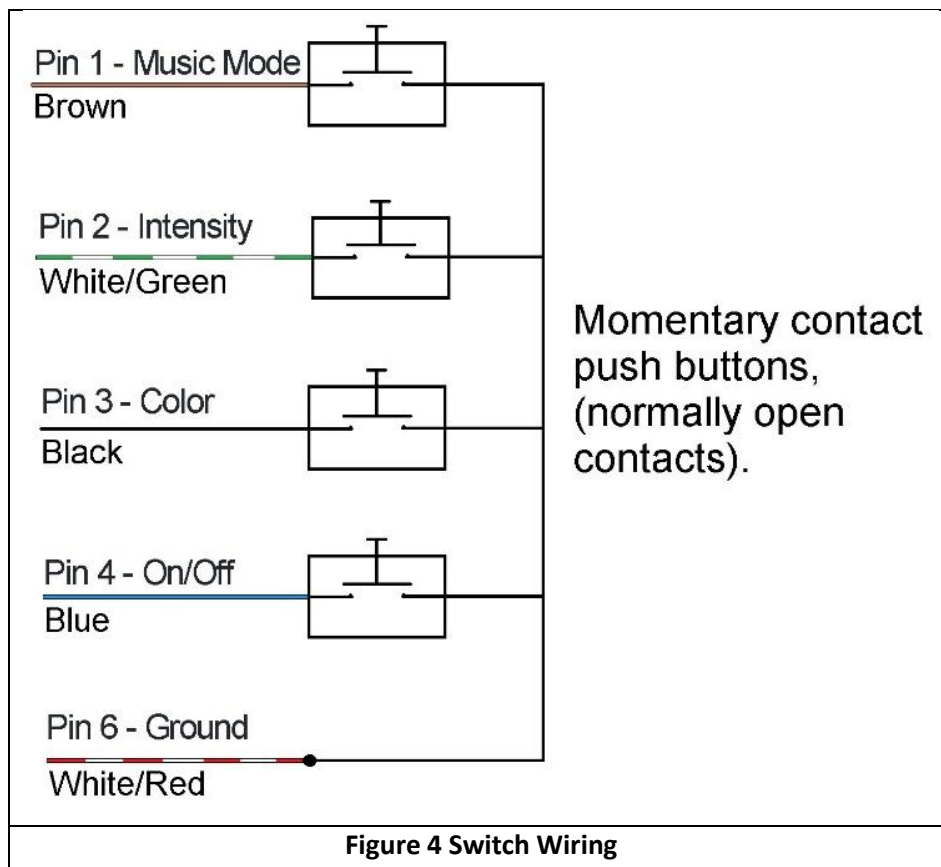 Pin 1 - Music Mode
Brown
Pin 2 - Intensity
White/Green
Pin 3 - Color
Black
Pin 4 - On/Off
Blue
Pin 6 - Ground
White/Red
Momentary contact
push buttons,
(normally open
contacts).
Figure 4 Switch Wiring